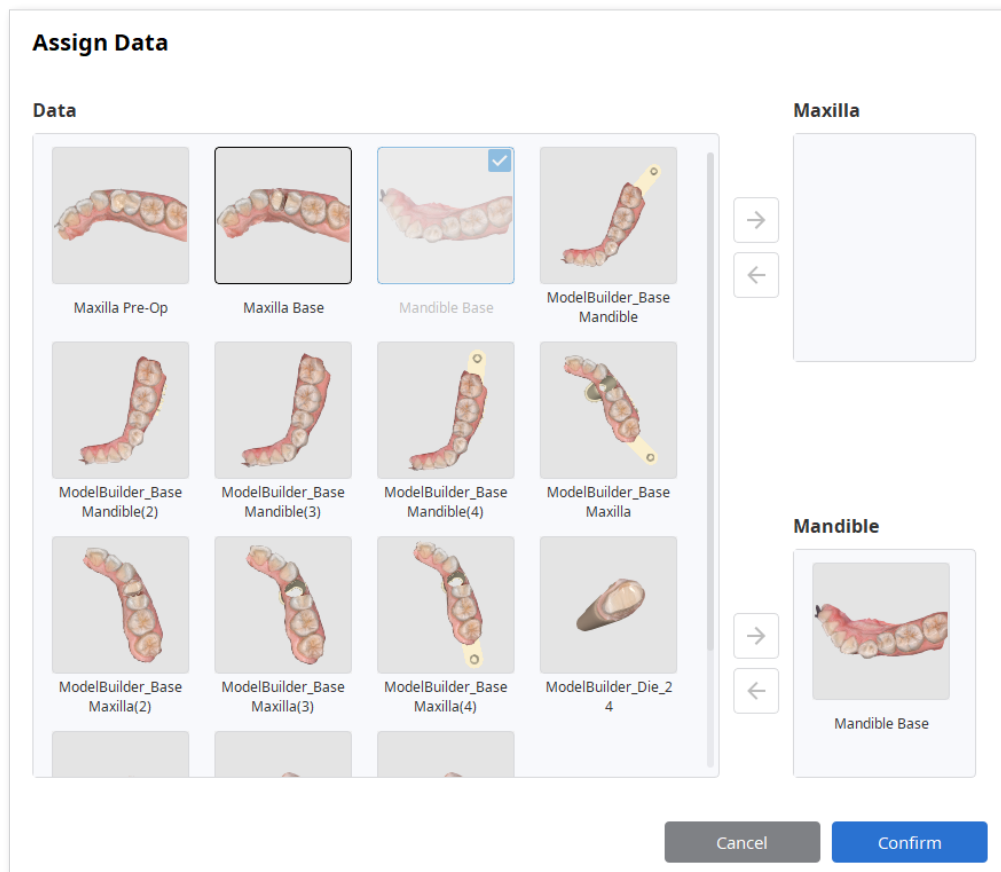 Assign Data
Data
Maxilla
Maxilla Pre-Op
Maxilla Base
Mandible Base
ModelBuilder_Base
Mandible
ModelBuilder_Base
Mandible(2)
ModelBuilder_Base
Mandible(3)
ModelBuilder_Base
Mandible(4)
ModelBuilder_Base
Maxilla
Mandible
ModelBuilder_Base
Maxilla(2)
ModelBuilder_Base
Maxilla(3)
ModelBuilder_Base
Maxilla(4)
ModelBuilder_Die_2
4
Mandible Base
Cancel
Confirm